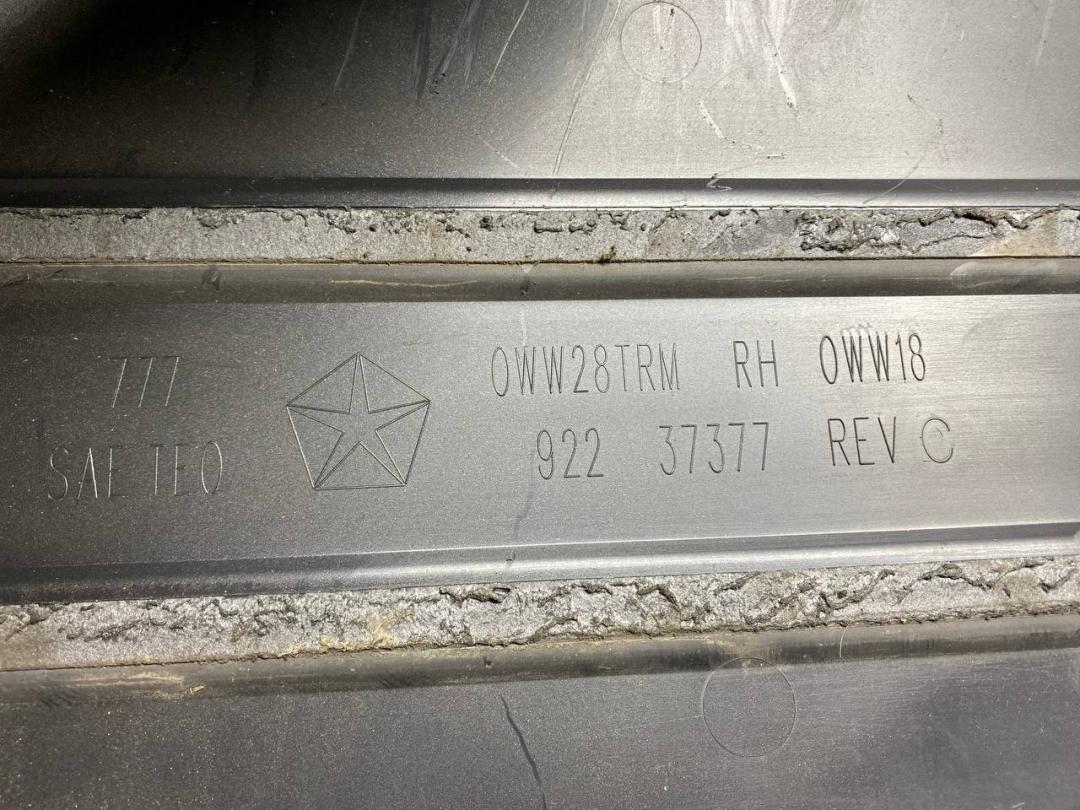 777
SAE TEO
0WW28TRM RH 0WW18
922 37377 REV C